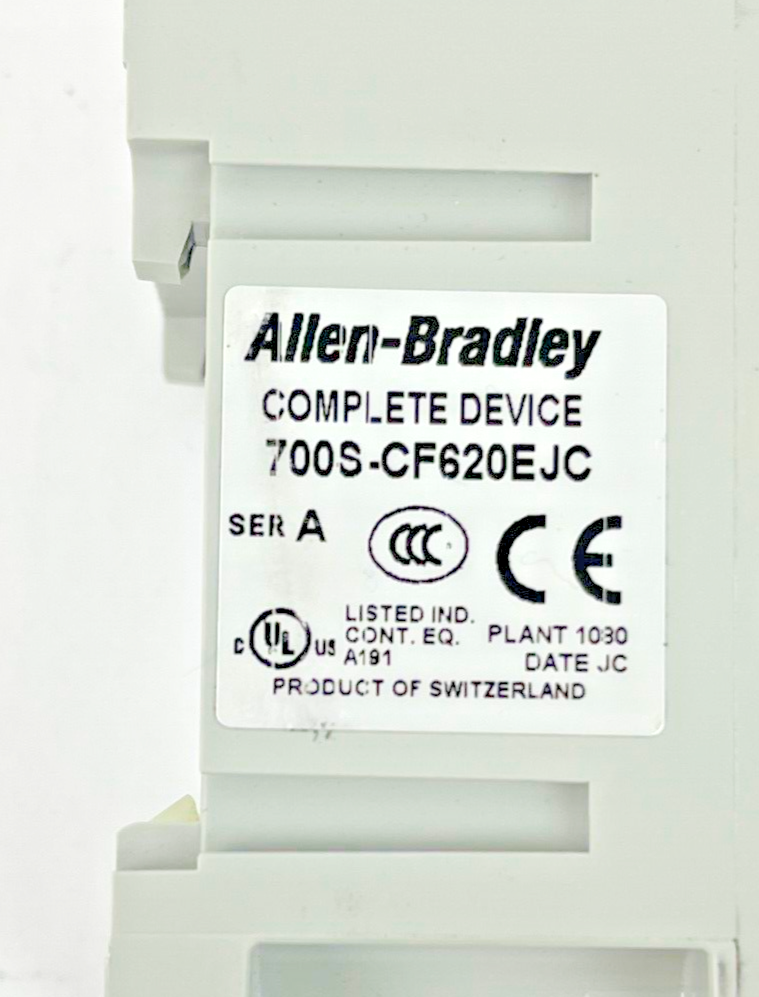 Allen-Bradley
COMPLETE DEVICE
700S-CF620EJC
SER A
CCC
CE
C UL US
LISTED IND.
CONT. EQ.
A191
PLANT 1030
DATE JC
PRODUCT OF SWITZERLAND